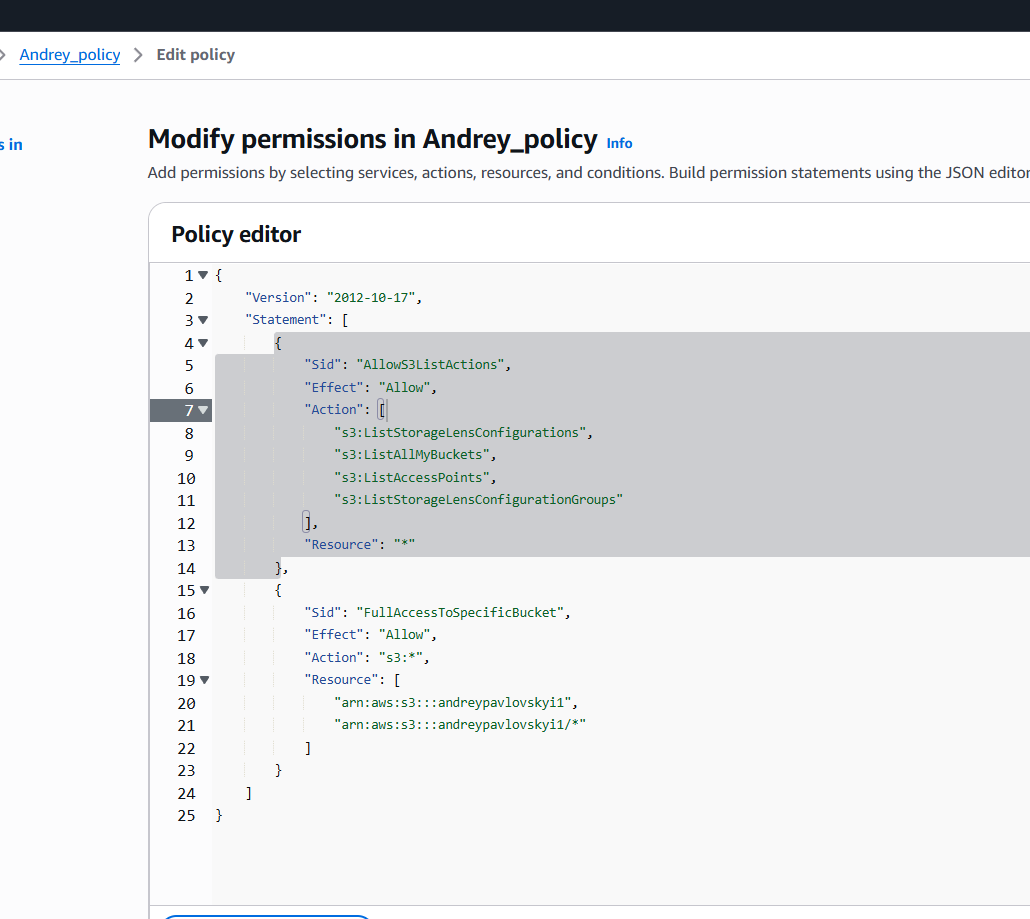 Andrey_policy > Edit policy
s in
Modify permissions in Andrey_policy Info
Add permissions by selecting services, actions, resources, and conditions. Build permission statements using the JSON editor
Policy editor
1 {
2 "Version": "2012-10-17",
3 "Statement": [
4 {
5 "Sid": "AllowS3ListActions",
6 "Effect": "Allow",
7 "Action": [
8 "s3:ListStorageLensConfigurations",
9 "s3:ListAllMyBuckets",
10 "s3:ListAccessPoints",
11 "s3:ListStorageLensConfigurationGroups"
12 ],
13 "Resource": "*"
14 },
15 {
16 "Sid": "FullAccessToSpecificBucket",
17 "Effect": "Allow",
18 "Action": "s3:*",
19 "Resource": [
20 "arn:aws:s3:::andreypavlovskyi1",
21 "arn:aws:s3:::andreypavlovskyi1/*"
22 ]
23 }
24 ]
25 }